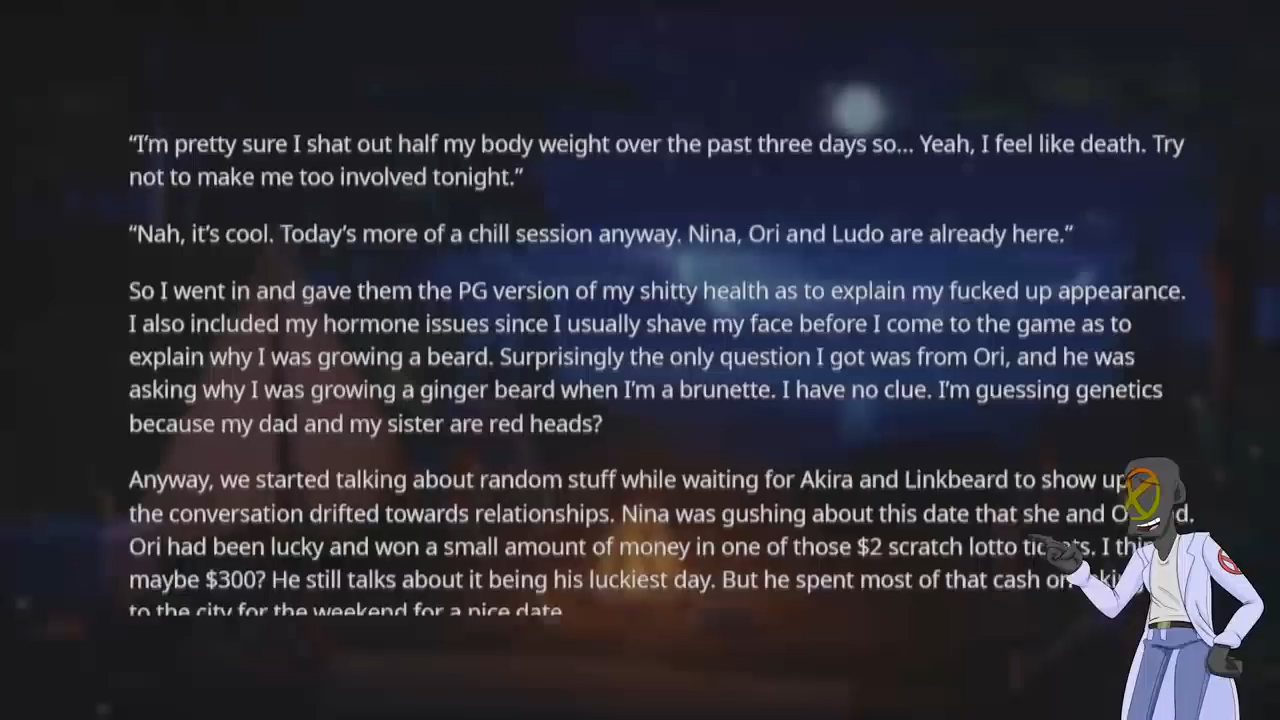 “I’m pretty sure I shat out half my body weight over the past three days so... Yeah, I feel like death. Try
not to make me too involved tonight.”
“Nah, it’s cool. Today’s more of a chill session anyway. Nina, Ori and Ludo are already here.”
So I went in and gave them the PG version of my shitty health as to explain my fucked up appearance.
I also included my hormone issues since I usually shave my face before I come to the game as to
explain why I was growing a beard. Surprisingly the only question I got was from Ori, and he was
asking why I was growing a ginger beard when I’m a brunette. I have no clue. I’m guessing genetics
because my dad and my sister are red heads?
Anyway, we started talking about random stuff while waiting for Akira and Linkbeard to show up
the conversation drifted towards relationships. Nina was gushing about this date that she and
Ori had been lucky and won a small amount of money in one of those $2 scratch lotto I
maybe $300? He still talks about it being his luckiest day. But he spent most of that cash
to the city for the weekend for a nice date